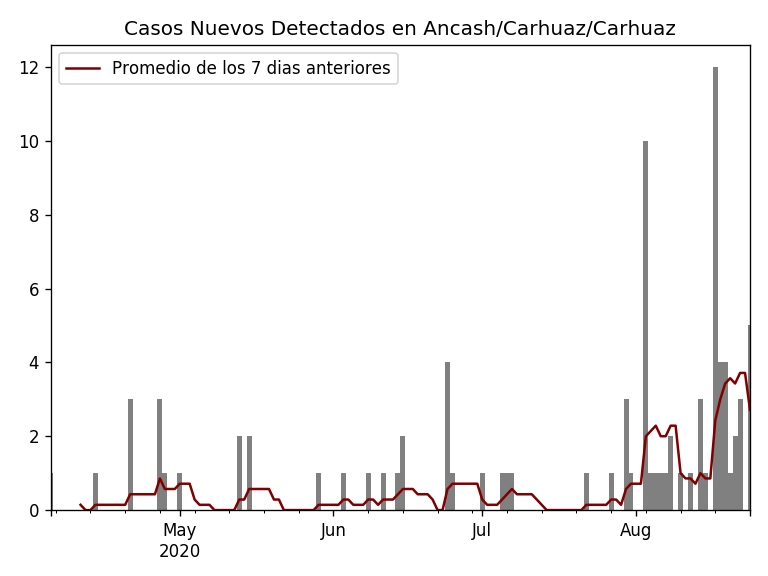 Casos Nuevos Detectados en Ancash/Carhuaz/Carhuaz
Promedio de los 7 dias anteriores
12
10
8
6
4
2
0
May
2020
Jun
Jul
Aug